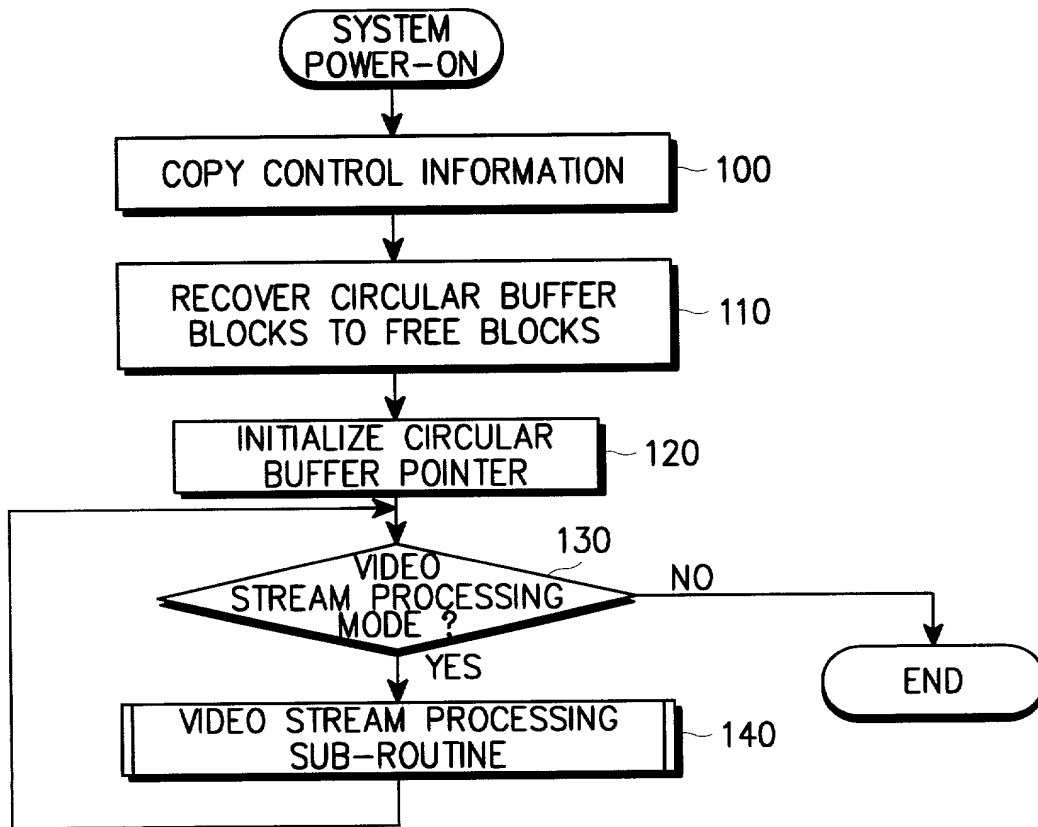 SYSTEM
POWER-ON
COPY CONTROL INFORMATION
100
RECOVER CIRCULAR BUFFER
BLOCKS TO FREE BLOCKS
110
INITIALIZE CIRCULAR
BUFFER POINTER
120
130
VIDEO
STREAM PROCESSING
MODE ?
NO
YES
END
VIDEO STREAM PROCESSING
SUB-ROUTINE
140